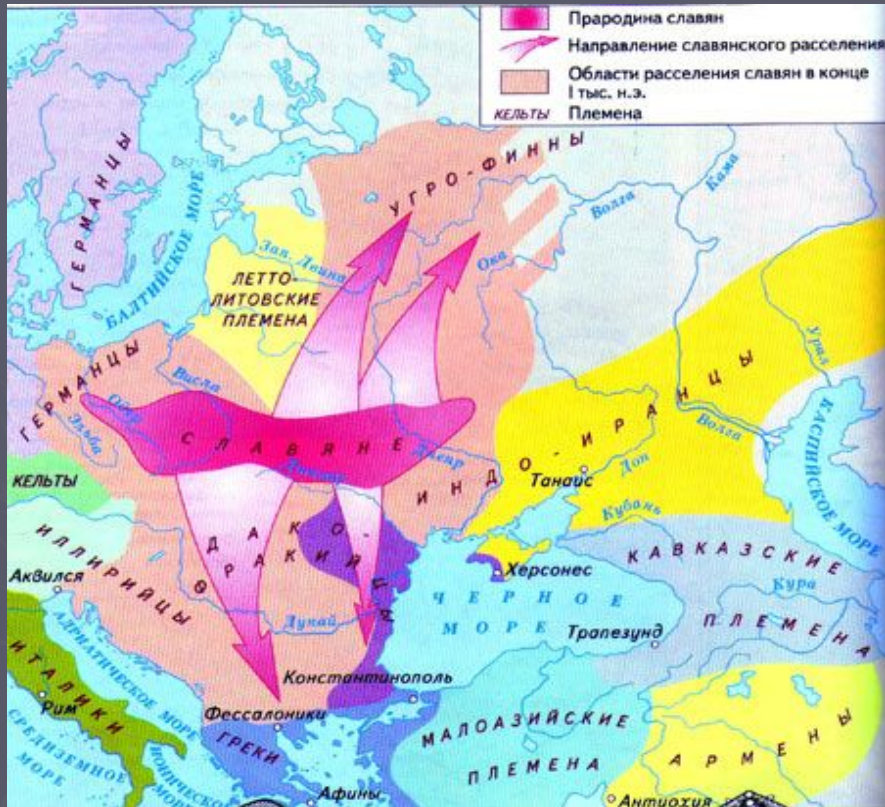 Прародина славян
Направление славянского расселения
Области расселения славян в конце
I тыс. н.э.
КЕЛЬТЫ Племена
ГЕРМАНЦЫ
БАЛТИЙСКОЕ МОРЕ
УГРО-ФИННЫ
Кама
Волга
Зап. Двина
Ока
ЛЕТТО-
ЛИТОВСКИЕ
ПЛЕМЕНА
Урал
ГЕРМАНЦЫ
Висла
Одер
Эльба
СЛАВЯНЕ
Днепр
ИНДО-ИРАНЦЫ
Волга
КАСПИЙСКОЕ МОРЕ
Танаис
Дон
КЕЛЬТЫ
Кубань
ДАКО-
ФРАКИЙЦЫ
ИЛЛИРИЙЦЫ
КАВКАЗСКИЕ
ПЛЕМЕНА
Кура
Аквилея
Херсонес
ЧЕРНОЕ
МОРЕ
Трапезунд
Дунай
АДРИАТИЧЕСКОЕ МОРЕ
ИТАЛИКИ
Рим
Константинополь
Фессалоники
ГРЕКИ
МАЛОАЗИЙСКИЕ
ПЛЕМЕНА
АРМЕНЫ
СРЕДИЗЕМНОЕ
МОРЕ
ИОНИЧЕСКОЕ
МОРЕ
Афины
Антиохия